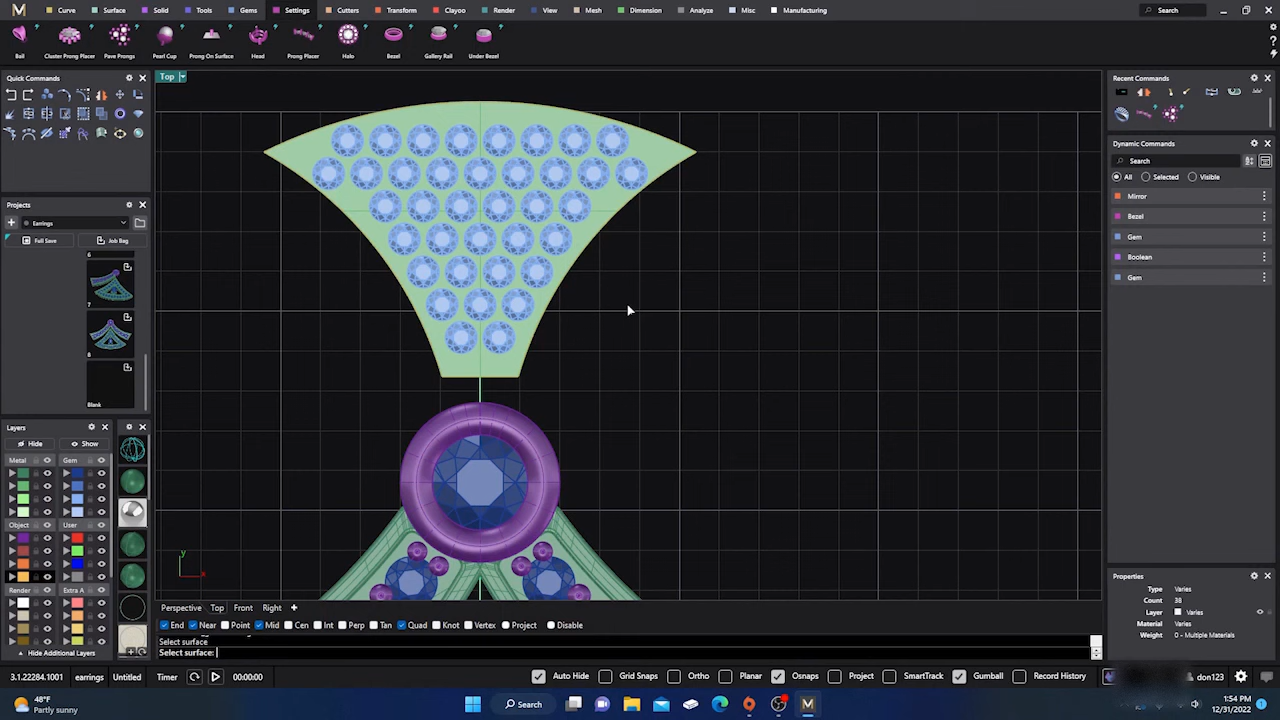 Curve Surface Solid Tools Gems Settings Cutters Transform Clayoo Render View Mesh Dimension Analyze Misc Manufacturing Search
Bail Cluster Prong Placer Pave Prongs Pearl Cup Prong On Surface Head Prong Placer Halo Bezel Gallery Rail Under Bezel
Quick Commands
Projects
Earrings
Full Save Job Bag
6
7
8
Blank
Layers
Hide Show
Metal Gem
Object User
Render Extra A
Hide Additional Layers
Top
y
x
Perspective Top Front Right
End Near Point Mid Cen Int Perp Tan Quad Knot Vertex Project Disable
Select surface
Select surface:
Recent Commands
Dynamic Commands
Search
All Selected Visible
Mirror
Bezel
Gem
Boolean
Gem
Properties
Type Varies
Count 38
Layer Varies
Material Varies
Weight 0 - Multiple Materials
3.1.22284.1001 earrings Untitled Timer 00:00:00 Auto Hide Grid Snaps Ortho Planar Osnaps Project SmartTrack Gumball Record History don123
48°F
Partly sunny
Search
1:54 PM
12/31/2022